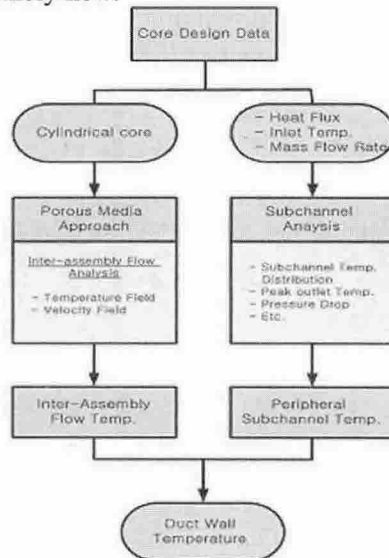 Core Design Data
Cylindrical core
- Heat Flux
- Inlet Temp.
- Mass Flow Rate
Porous Media
Approach
Inter-assembly Flow
Analysis
- Temperature Field
- Velocity Field
Subchannel
Anaysis
- Subchannel Temp.
Distribution
- Peak outlet Temp.
- Pressure Drop
- Etc.
Inter-Assembly
Flow Temp.
Peripheral
Subchannel Temp.
Duct Wall
Temperature